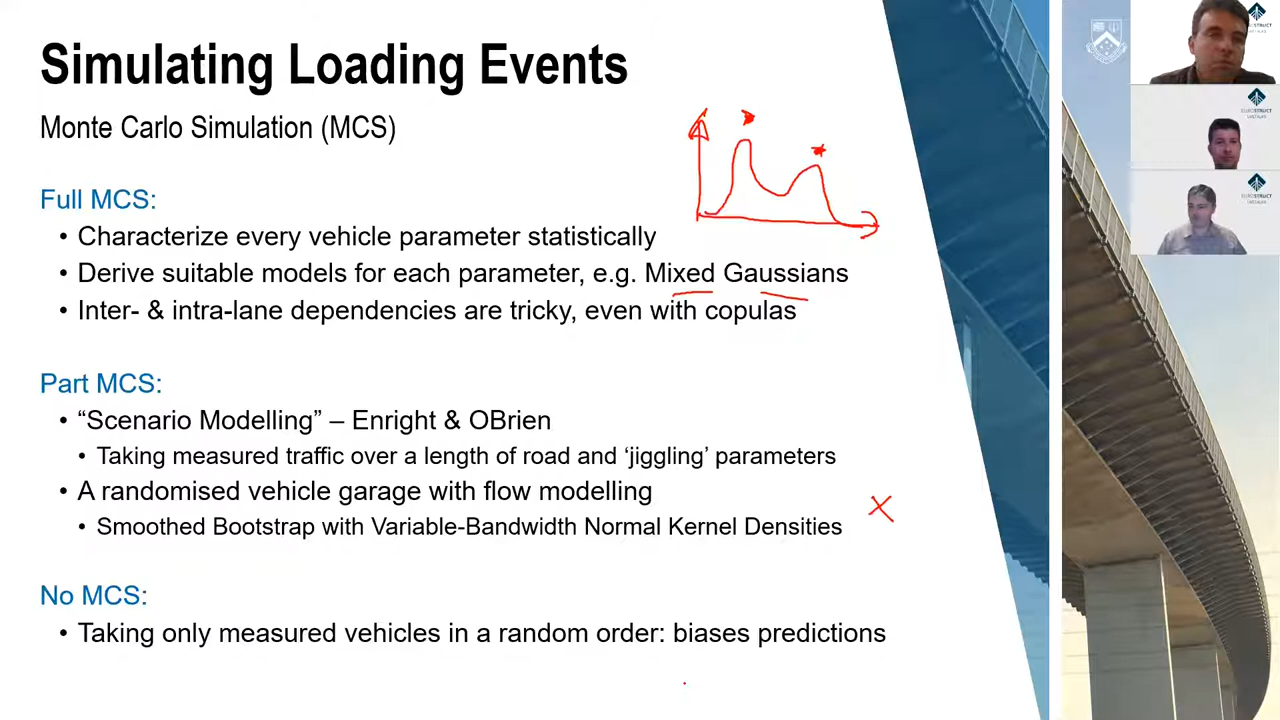 Simulating Loading Events
Monte Carlo Simulation (MCS)
Full MCS:
• Characterize every vehicle parameter statistically
• Derive suitable models for each parameter, e.g. Mixed Gaussians
• Inter- & intra-lane dependencies are tricky, even with copulas
Part MCS:
• “Scenario Modelling” – Enright & OBrien
• Taking measured traffic over a length of road and ‘jiggling’ parameters
• A randomised vehicle garage with flow modelling
• Smoothed Bootstrap with Variable-Bandwidth Normal Kernel Densities
No MCS:
• Taking only measured vehicles in a random order: biases predictions
EUROSTRUCT